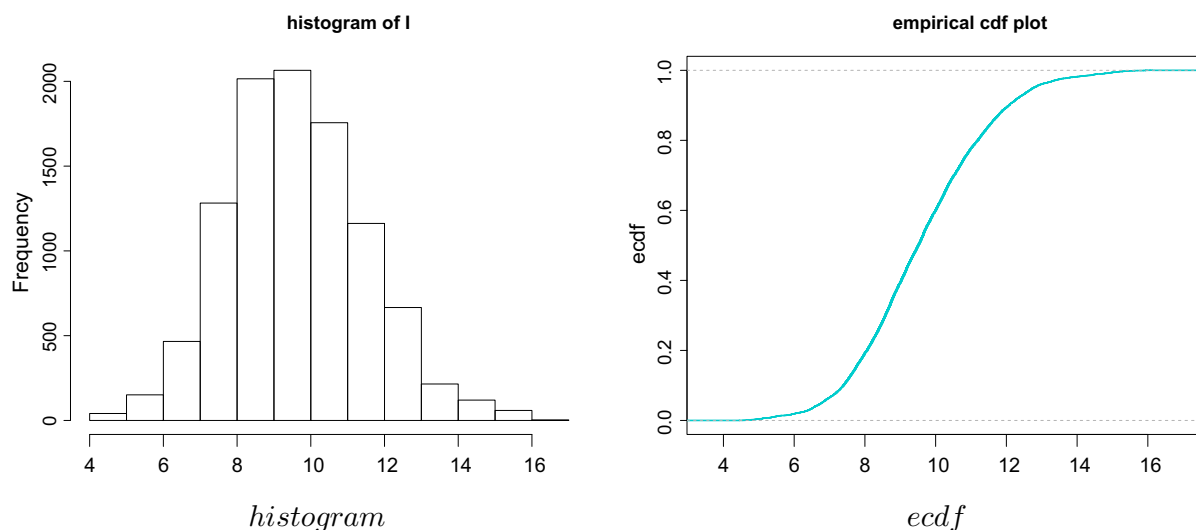 histogram of I
Frequency
0 500 1000 1500 2000
4 6 8 10 12 14 16
histogram
empirical cdf plot
ecdf
0.0 0.2 0.4 0.6 0.8 1.0
4 6 8 10 12 14 16
ecdf